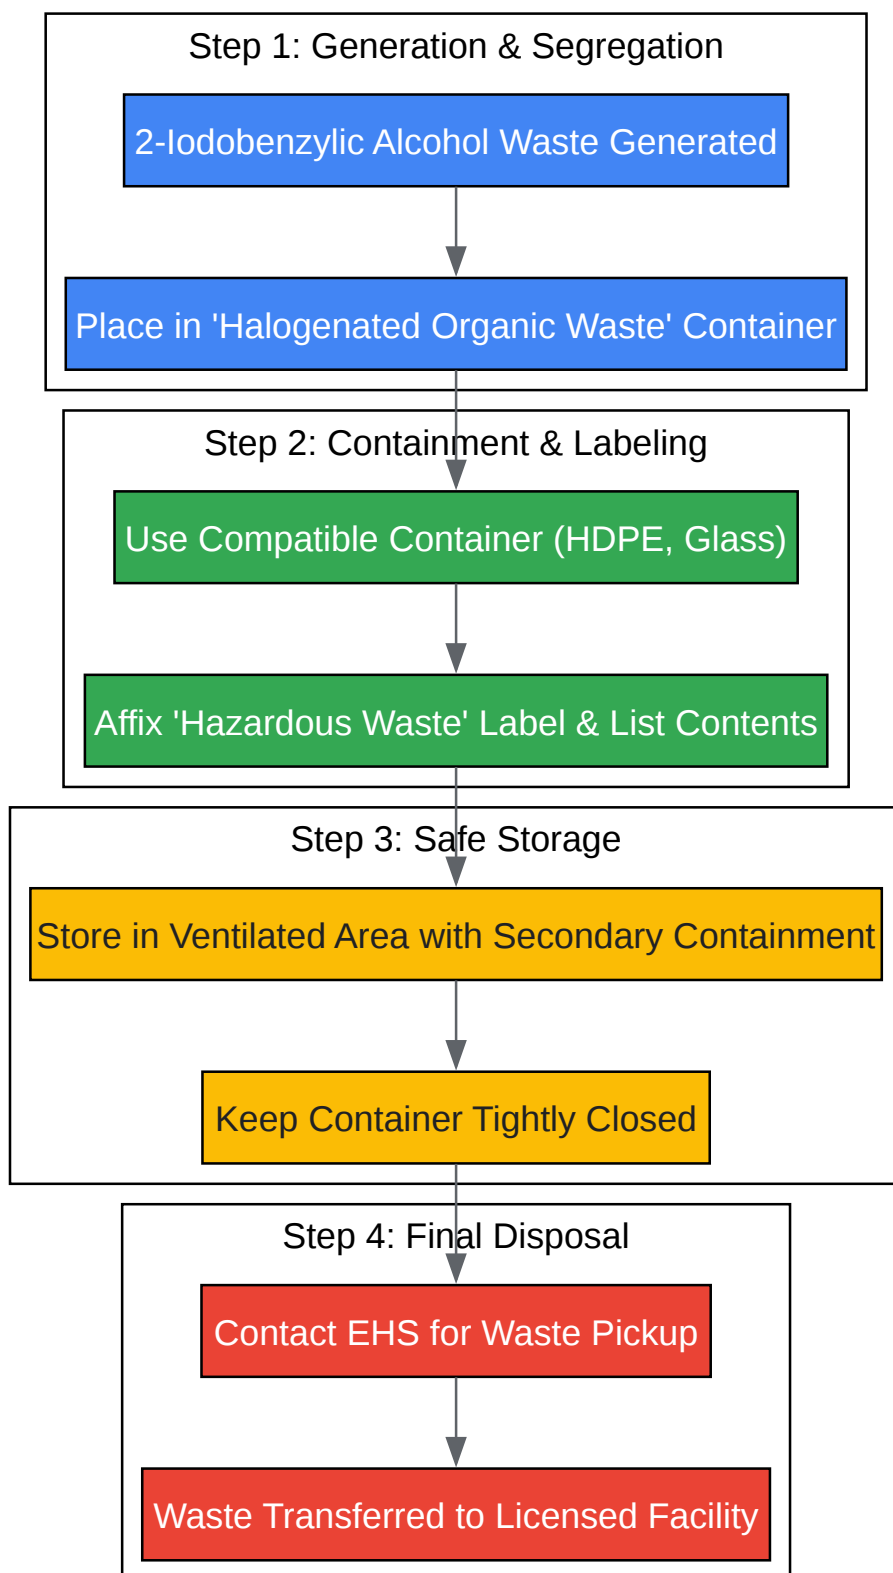 Step 1: Generation & Segregation
2-Iodobenzylic Alcohol Waste Generated
Place in 'Halogenated Organic Waste' Container
Step 2: Containment & Labeling
Use Compatible Container (HDPE, Glass)
Affix 'Hazardous Waste' Label & List Contents
Step 3: Safe Storage
Store in Ventilated Area with Secondary Containment
Keep Container Tightly Closed
Step 4: Final Disposal
Contact EHS for Waste Pickup
Waste Transferred to Licensed Facility